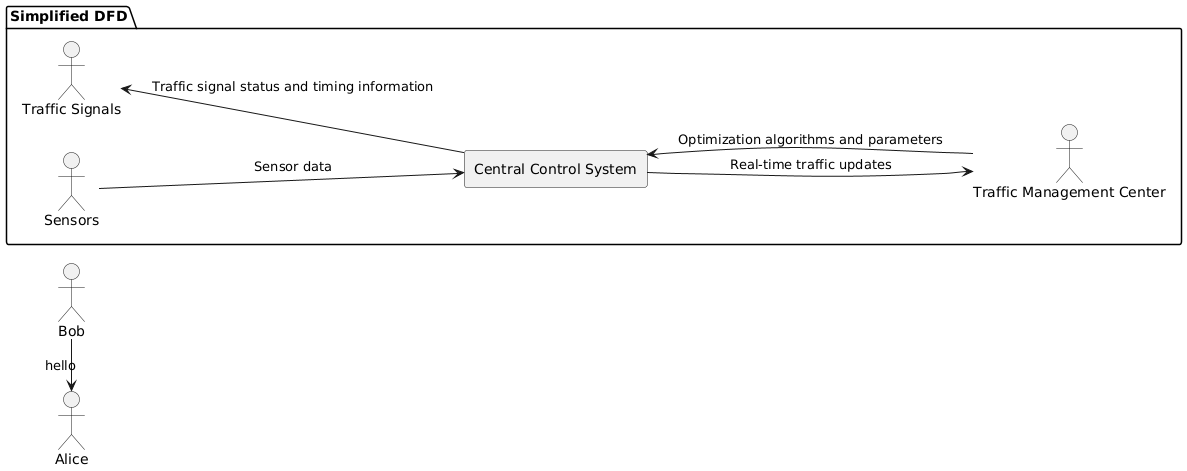 Simplified DFD
Traffic Signals
Traffic signal status and timing information
Sensors
Sensor data
Central Control System
Optimization algorithms and parameters
Real-time traffic updates
Traffic Management Center
Bob
hello
Alice